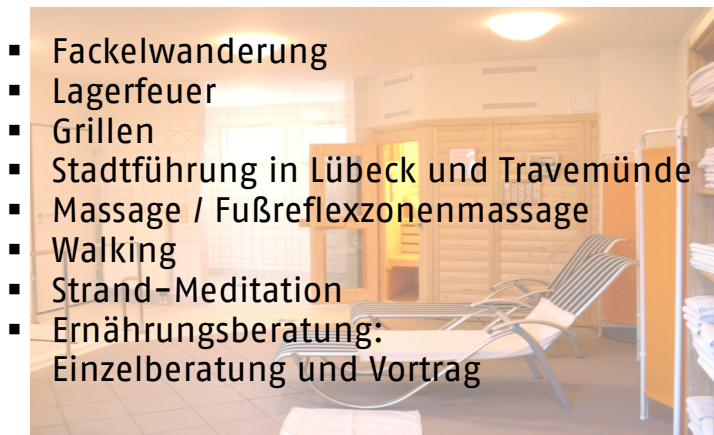 ▪ Fackelwanderung
▪ Lagerfeuer
▪ Grillen
▪ Stadtführung in Lübeck und Travemünde
▪ Massage / Fußreflexzonenmassage
▪ Walking
▪ Strand-Meditation
▪ Ernährungsberatung:
Einzelberatung und Vortrag